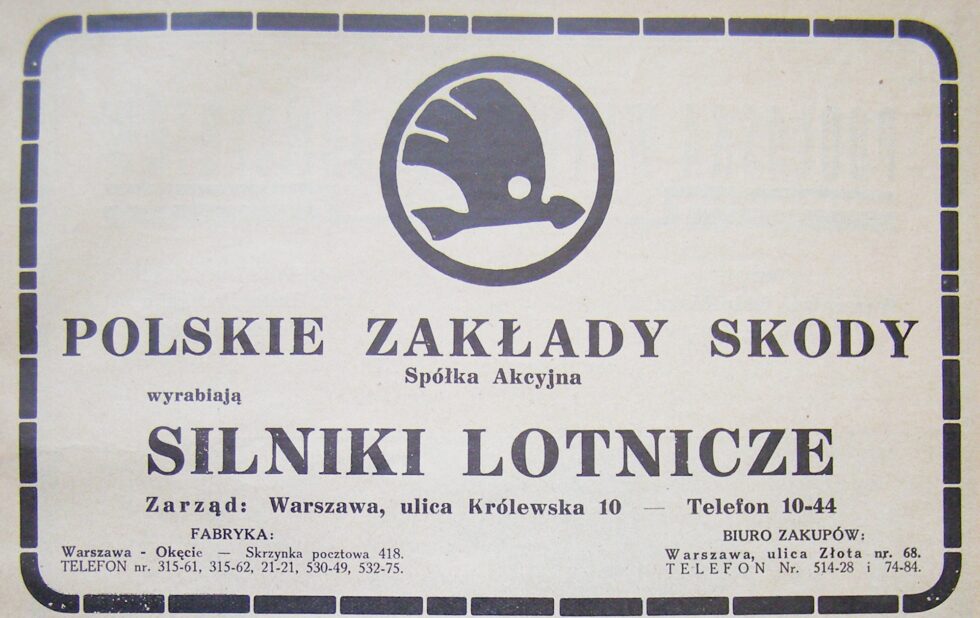 POLSKIE ZAKŁADY SKODY
Spółka Akcyjna
wyrabiają
SILNIKI LOTNICZE
Zarząd: Warszawa, ulica Królewska 10 — Telefon 10-44
FABRYKA:
Warszawa - Okęcie — Skrzynka pocztowa 418.
TELEFON nr. 315-61, 315-62, 21-21, 530-49, 532-75.
BIURO ZAKUPÓW:
Warszawa, ulica Złota nr. 68.
TELEFON Nr. 514-28 i 74-84.